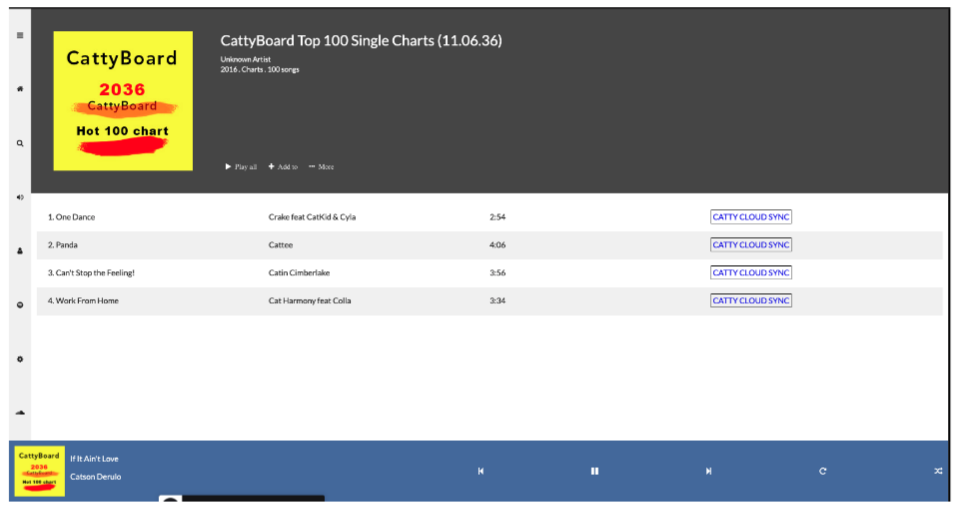 CattyBoard
2036
CattyBoard
Hot 100 chart
CattyBoard Top 100 Single Charts (11.06.36)
Unknown Artist
2016 . Charts . 100 songs
Play all Add to More
1. One Dance Crake feat CatKid & Cyla 2:54 CATTY CLOUD SYNC
2. Panda Cattee 4:06 CATTY CLOUD SYNC
3. Can't Stop the Feeling! Catin Cimberlake 3:56 CATTY CLOUD SYNC
4. Work From Home Cat Harmony feat Colla 3:34 CATTY CLOUD SYNC
CattyBoard
2036
CattyBoard
Hot 100 chart
If It Ain't Love
Catson Derulo